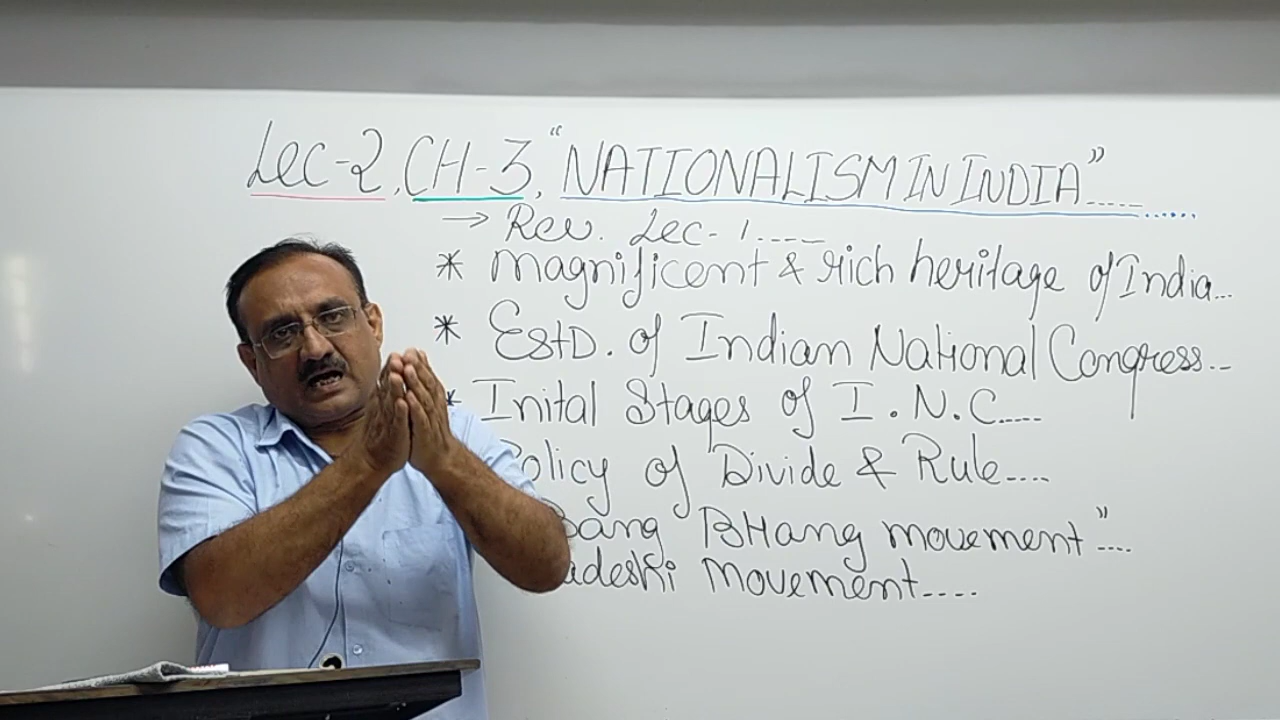 Lec-2, CH-3, "NATIONALISM IN INDIA".....
→ Rev. Lec-1.....
* Magnificent & rich heritage of India...
* EstD. of Indian National Congress...
* Inital Stages of I.N.C.....
Policy of Divide & Rule....
Bang BHang movement"....
adeshi Movement....